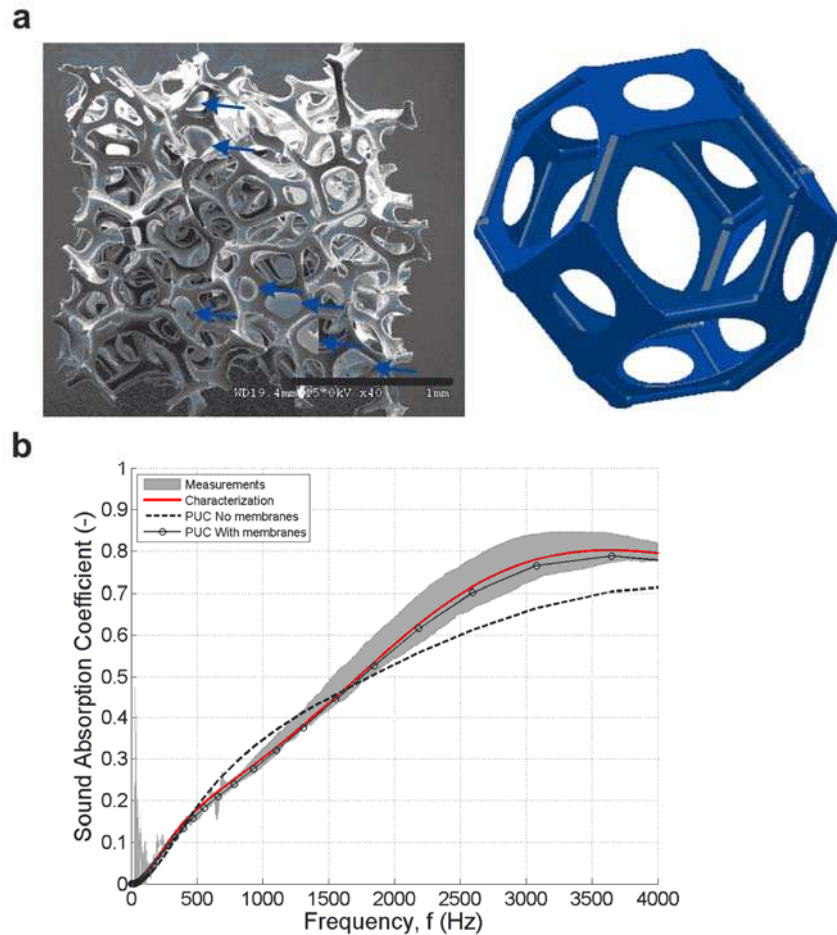 a
WD19.4mm 15.0kV x40 1mm
b
Sound Absorption Coefficient (-)
1
0.9
0.8
0.7
0.6
0.5
0.4
0.3
0.2
0.1
0
Measurements
Characterization
PUC No membranes
PUC With membranes
0 500 1000 1500 2000 2500 3000 3500 4000
Frequency, f (Hz)